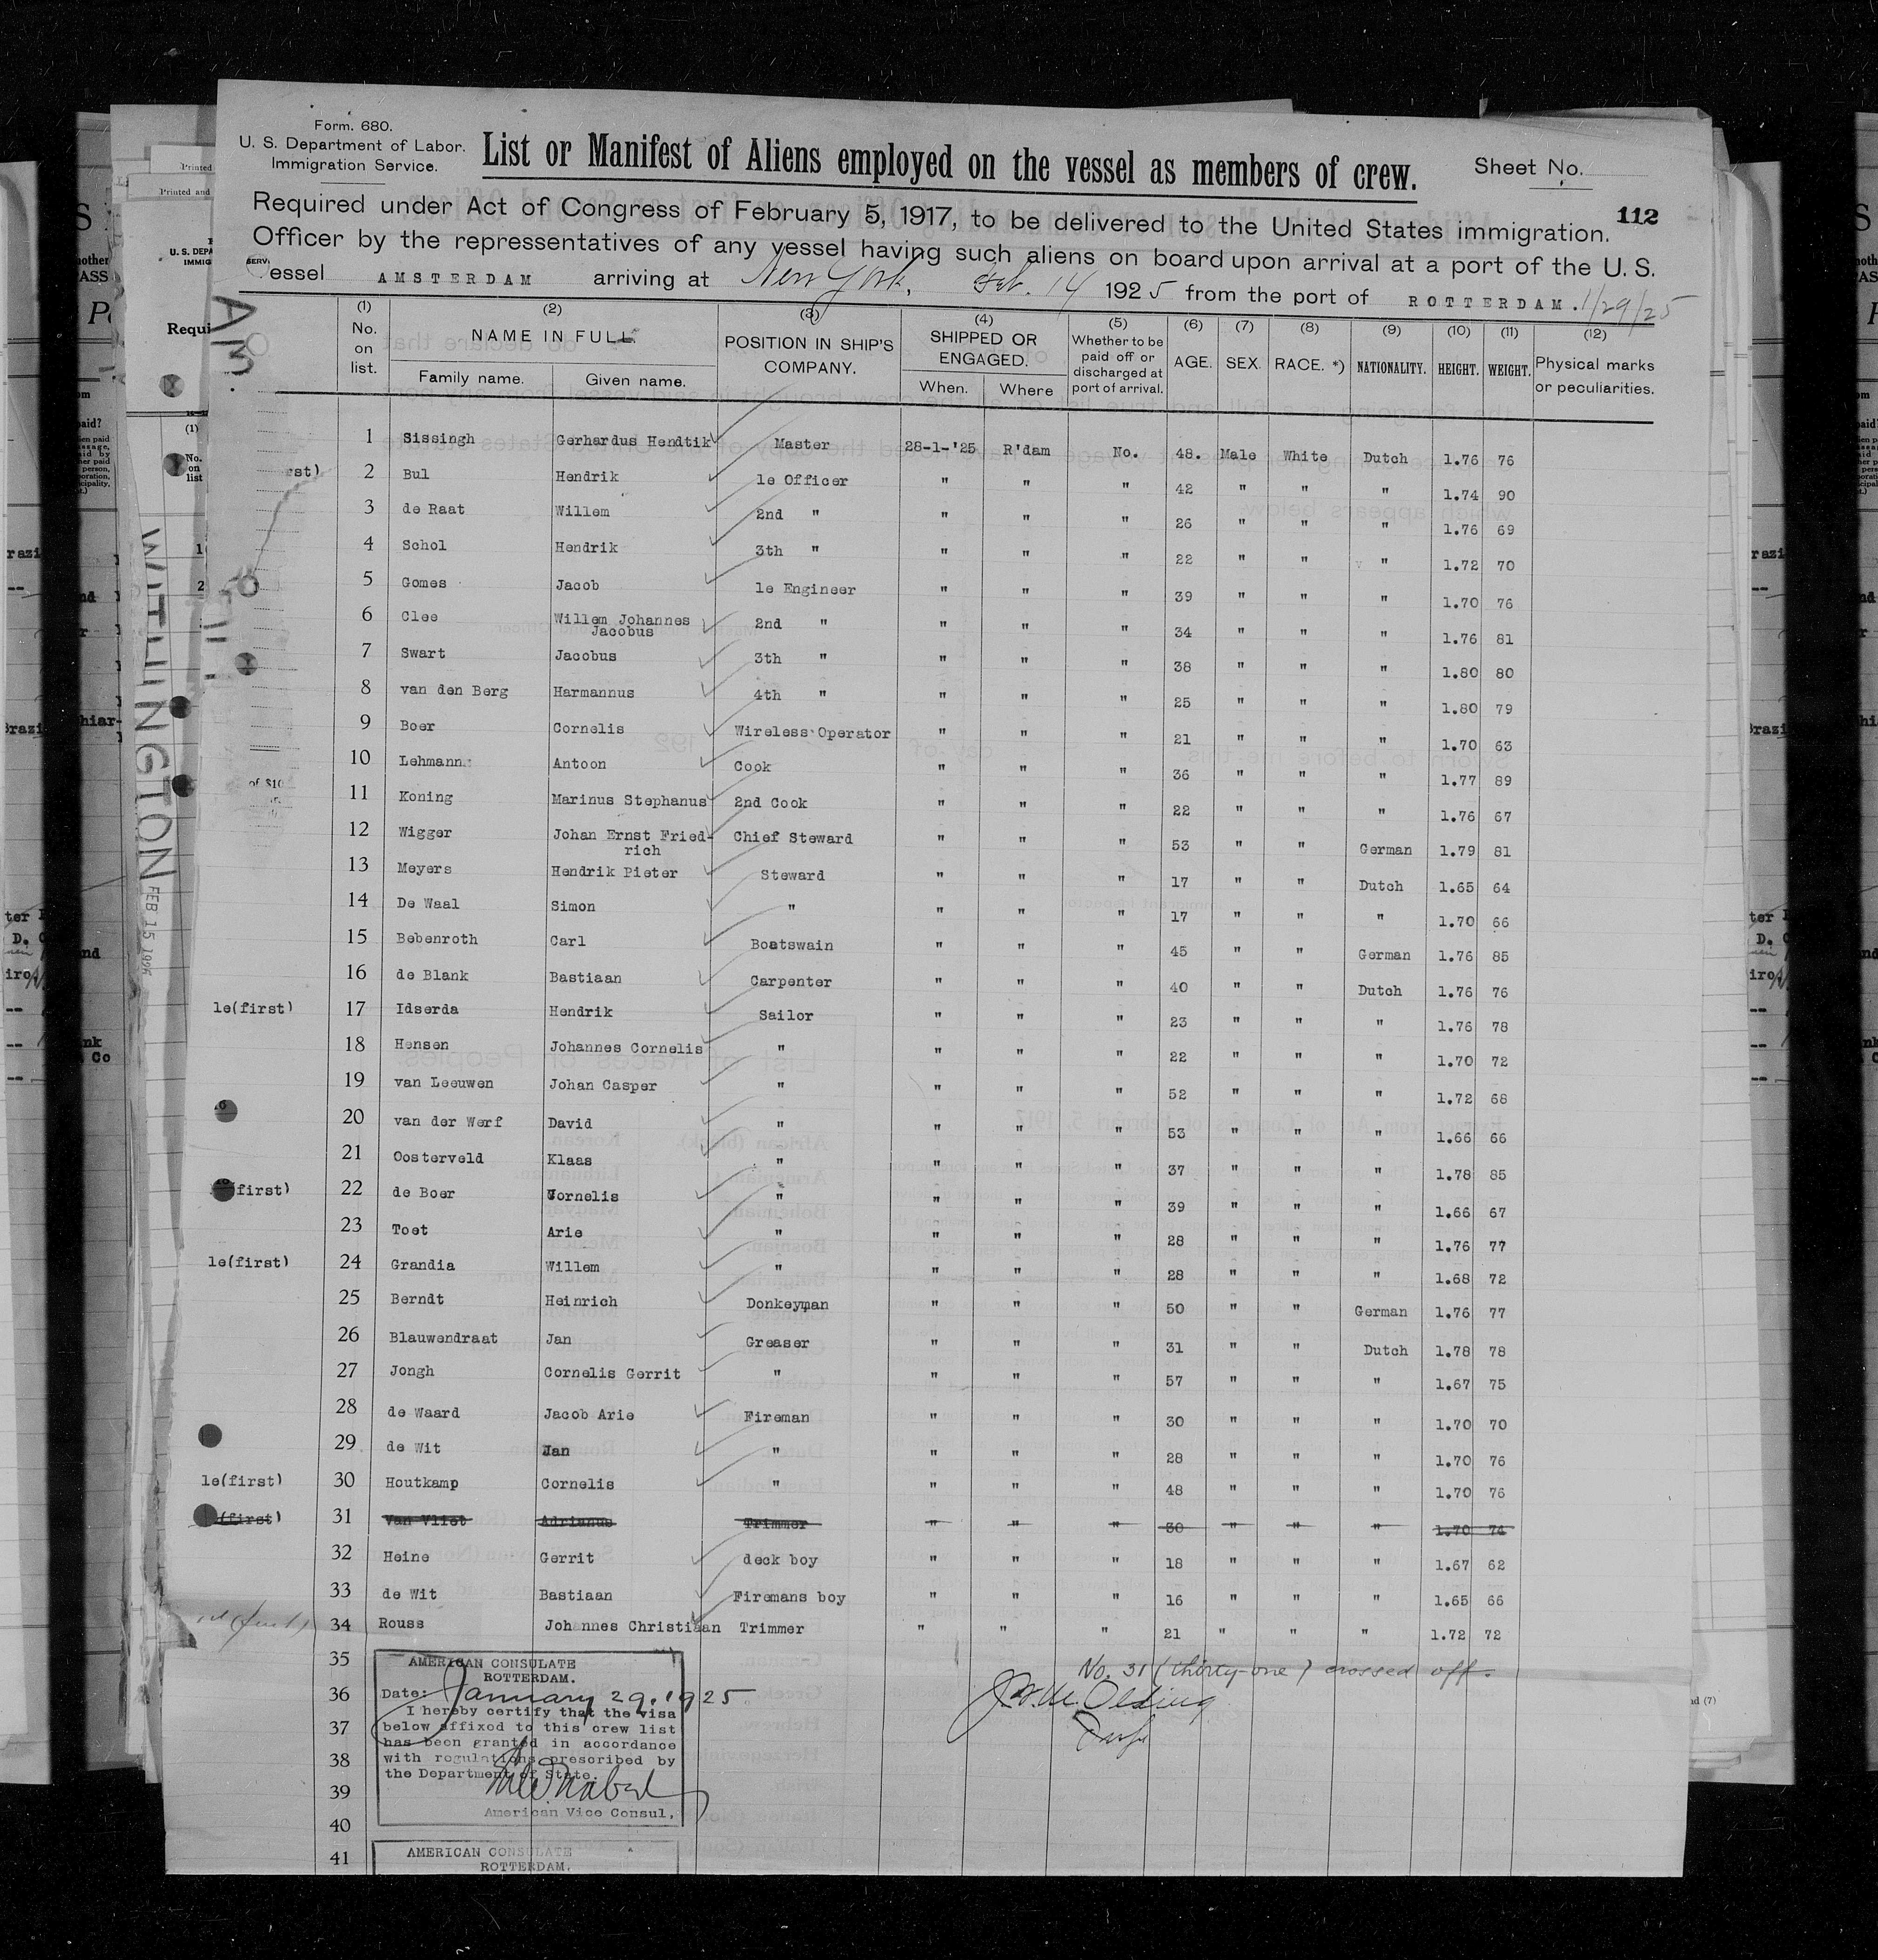 Form. 680.
U. S. Department of Labor.
Immigration Service.
List or Manifest of Aliens employed on the vessel as members of crew.
Sheet No.
112
Required under Act of Congress of February 5, 1917, to be delivered to the United States immigration.
Officer by the representatives of any vessel having such aliens on board upon arrival at a port of the U. S.
essel AMSTERDAM arriving at New York, Feb. 14 1925 from the port of ROTTERDAM. 1/29/25
(1) (2) (3) (4) (5) (6) (7) (8) (9) (10) (11) (12)
No. on list. NAME IN FULL. Family name. Given name. POSITION IN SHIP'S COMPANY. SHIPPED OR ENGAGED. When. Where Whether to be paid off or discharged at port of arrival. AGE. SEX. RACE. *) NATIONALITY. HEIGHT. WEIGHT. Physical marks or peculiarities.
1 Sissingh Gerhardus Hendtik Master 28-1-'25 R'dam No. 48. Male White Dutch 1.76 76
2 Bul Hendrik 1e Officer " " " 42 " " " 1.74 90
3 de Raat Willem 2nd " " " " 26 " " " 1.76 69
4 Schol Hendrik 3th " " " " 22 " " " 1.72 70
5 Gomes Jacob 1e Engineer " " " 39 " " " 1.70 76
6 Clee Willem Johannes Jacobus 2nd " " " " 34 " " " 1.76 81
7 Swart Jacobus 3th " " " " 38 " " " 1.80 80
8 van den Berg Harmannus 4th " " " " 25 " " " 1.80 79
9 Boer Cornelis Wireless Operator " " " 21 " " " 1.70 63
10 Lehmann Antoon Cook " " " 36 " " " 1.77 89
11 Koning Marinus Stephanus 2nd Cook " " " 22 " " " 1.76 67
12 Wigger Johan Ernst Fried-rich Chief Steward " " " 53 " " German 1.79 81
13 Meyers Hendrik Pieter Steward " " " 17 " " Dutch 1.65 64
14 De Waal Simon " " " " 17 " " " 1.70 66
15 Bebenroth Carl Boatswain " " " 45 " " German 1.76 85
16 de Blank Bastiaan Carpenter " " " 40 " " Dutch 1.76 76
1e(first) 17 Idserda Hendrik Sailor " " " 23 " " " 1.76 78
18 Hensen Johannes Cornelis " " " " 22 " " " 1.70 72
19 van Leeuwen Johan Casper " " " " 52 " " " 1.72 68
20 van der Werf David " " " " 53 " " " 1.66 66
21 Oosterveld Klaas " " " " 37 " " " 1.78 85
first) 22 de Boer Cornelis " " " " 39 " " " 1.66 67
23 Toet Arie " " " " 28 " " " 1.76 77
1e(first) 24 Grandia Willem " " " " 28 " " " 1.68 72
25 Berndt Heinrich Donkeyman " " " 50 " " German 1.76 77
26 Blauwendraat Jan Greaser " " " 31 " " Dutch 1.78 78
27 Jongh Cornelis Gerrit " " " " 57 " " " 1.67 75
28 de Waard Jacob Arie Fireman " " " 30 " " " 1.70 70
29 de Wit Jan " " " " 28 " " " 1.70 76
1e(first) 30 Houtkamp Cornelis " " " " 48 " " " 1.70 76
(first) 31 Van Vliet Adrianus Trimmer " " " 30 " " " 1.70 74
32 Heine Gerrit deck boy " " " 18 " " " 1.67 62
33 de Wit Bastiaan Firemans boy " " " 16 " " " 1.65 66
34 Rouss Johannes Christiaan Trimmer " " " 21 " " " 1.72 72
35
36
37
38
39
40
41
No. 31 (thirty-one) crossed off.
AMERICAN CONSULATE
ROTTERDAM.
Date: January 29. 1925
I hereby certify that the visa
below affixed to this crew list
has been granted in accordance
with regulations prescribed by
the Department of State.
American Vice Consul,
AMERICAN CONSULATE
ROTTERDAM.
WITHINGTON
FEB 15 1925